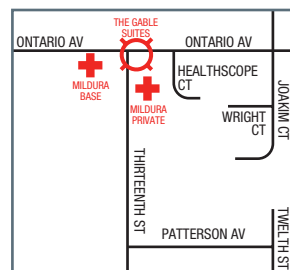 THE GABLE
SUITES
ONTARIO AV
ONTARIO AV
MILDURA
BASE
MILDURA
PRIVATE
HEALTHSCOPE
CT
JOAKIM CT
WRIGHT
CT
THIRTEENTH ST
PATTERSON AV
TWELTH ST